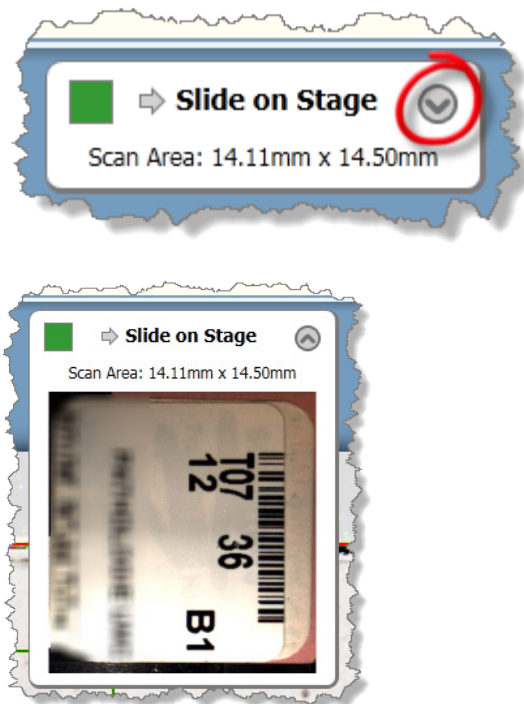 Slide on Stage
Scan Area: 14.11mm x 14.50mm
Slide on Stage
Scan Area: 14.11mm x 14.50mm
T07 36
12 B1